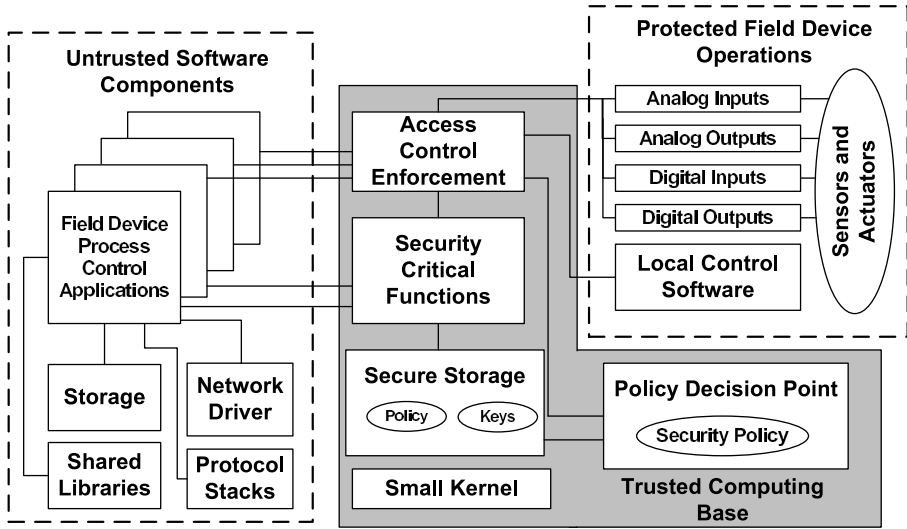 Untrusted Software
Components
Field Device
Process
Control
Applications
Storage
Network
Driver
Shared
Libraries
Protocol
Stacks
Access
Control
Enforcement
Security
Critical
Functions
Secure Storage
Policy
Keys
Small Kernel
Protected Field Device
Operations
Analog Inputs
Analog Outputs
Digital Inputs
Digital Outputs
Local Control
Software
Sensors and
Actuators
Policy Decision Point
Security Policy
Trusted Computing
Base